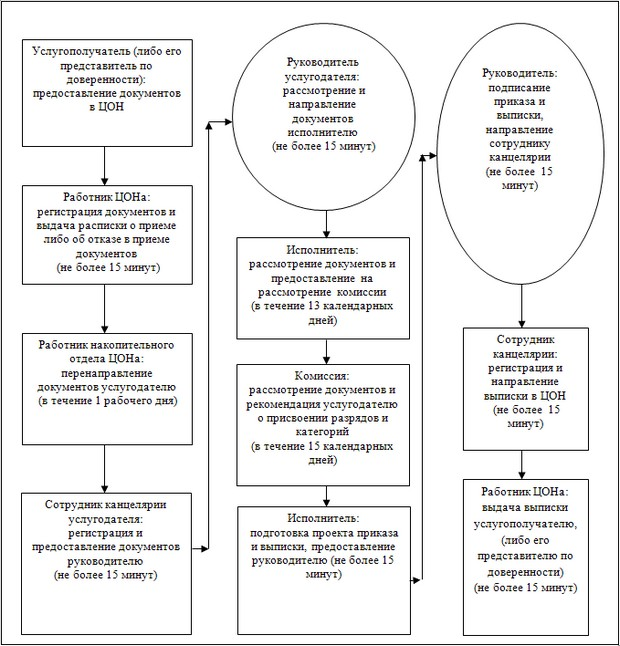 Услугополучатель (либо его
представитель по
доверенности):
предоставление документов
в ЦОН
Работник ЦОНа:
регистрация документов и
выдача расписки о приеме
либо об отказе в приеме
документов
(не более 15 минут)
Работник накопительного
отдела ЦОНа:
перенаправление
документов услугодателю
(в течение 1 рабочего дня)
Сотрудник канцелярии
услугодателя:
регистрация и
предоставление документов
руководителю
(не более 15 минут)
Руководитель
услугодателя:
рассмотрение и
направление
документов
исполнителю
(не более 15 минут)
Исполнитель:
рассмотрение документов и
предоставление на
рассмотрение комиссии
(в течение 13 календарных
дней)
Комиссия:
рассмотрение документов и
рекомендация услугодателю
о присвоении разрядов и
категорий
(в течение 15 календарных
дней)
Исполнитель:
подготовка проекта приказа
и выписки, предоставление
руководителю (не более 15
минут)
Руководитель:
подписание
приказа и
выписки,
направление
сотруднику
канцелярии
(не более 15
минут)
Сотрудник
канцелярии:
регистрация и
направление
выписки в ЦОН
(не более 15
минут)
Работник ЦОНа:
выдача выписки
услугополучателю,
(либо его
представителю по
доверенности)
(не более 15 минут)